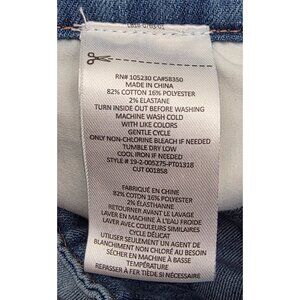 RN# 105230 CA#58350
MADE IN CHINA
82% COTTON 16% POLYESTER
2% ELASTANE
TURN INSIDE OUT BEFORE WASHING
MACHINE WASH COLD
WITH LIKE COLORS
GENTLE CYCLE
ONLY NON-CHLORINE BLEACH IF NEEDED
TUMBLE DRY LOW
COOL IRON IF NEEDED
STYLE # 19-2-005275-PT01318
CUT 001858
FABRIQUÉ EN CHINE
82% COTON 16% POLYESTER
2% ÉLASTHANNE
RETOURNER AVANT LE LAVAGE
LAVER EN MACHINE À L'EAU FROIDE
LAVER AVEC COULEURS SIMILAIRES
CYCLE DÉLICAT
UTILISER SEULEMENT UN AGENT DE
BLANCHIMENT NON CHLORÉ SI NÉCESSAIRE
SÉCHER EN MACHINE À BASSE
TEMPÉRATURE
REPASSER À FER TIÈDE SI NÉCESSAIRE